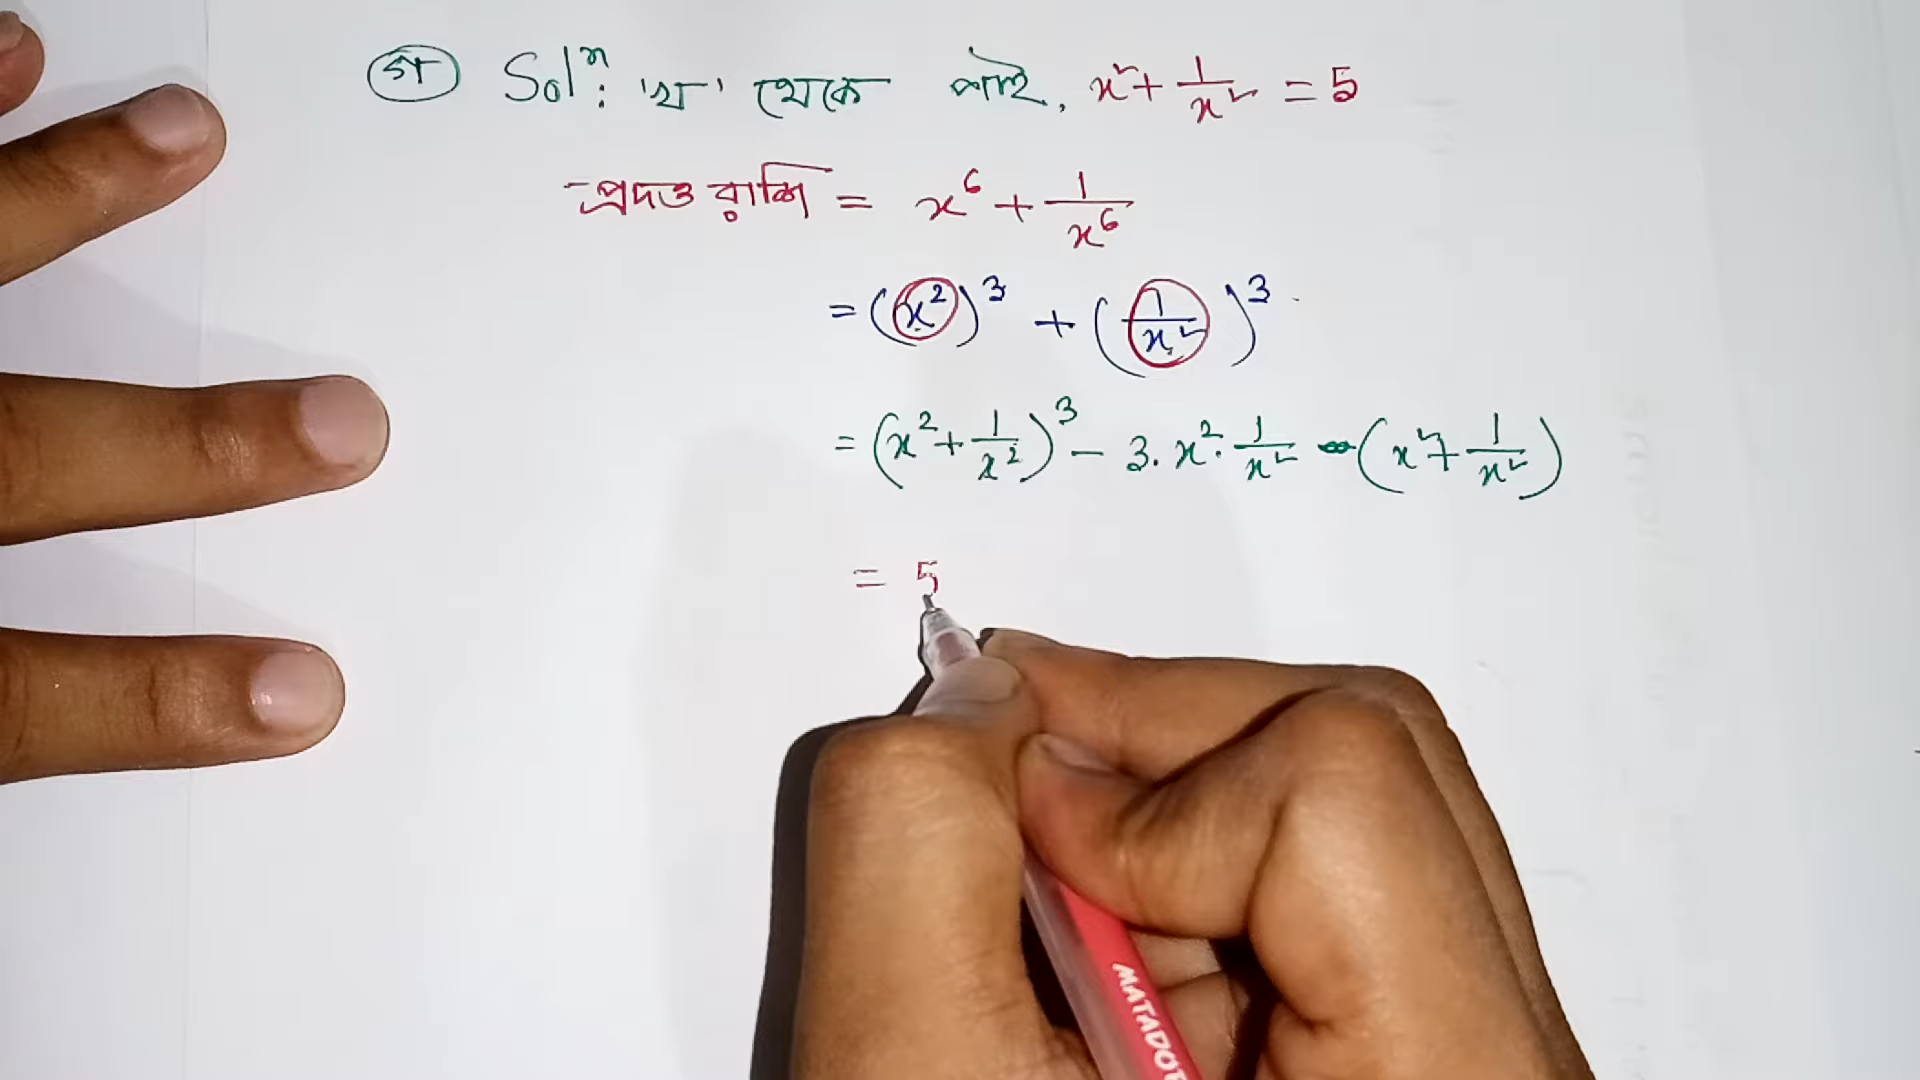 গ Solⁿ: 'খ' থেকে পাই, x² + 1/x² = 5
প্রদত্ত রাশি = x⁶ + 1/x⁶
= (x²)³ + (1/x²)³
= (x² + 1/x²)³ - 3. x². 1/x² (x² + 1/x²)
= 5
MATADOR